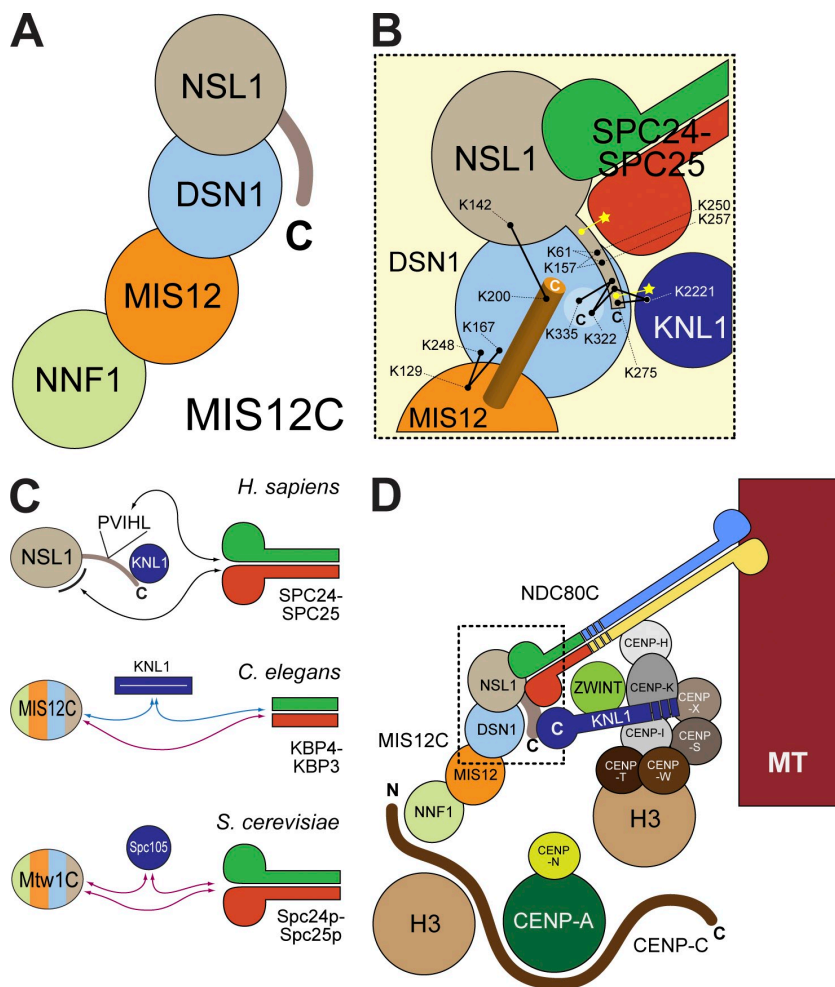 A
NSL1
DSN1
C
MIS12
NNF1
MIS12C
B
SPC24-
SPC25
NSL1
K142
K250
K257
K61
K157
DSN1
C
K200
K335
C
K322
C
K2221
KNL1
K167
K248
K129
K275
MIS12
C
H. sapiens
PVIHL
NSL1
KNL1
C
SPC24-
SPC25
C. elegans
KNL1
MIS12C
KBP4-
KBP3
S. cerevisiae
Spc105
Mtw1C
Spc24p-
Spc25p
D
NDC80C
CENP-H
NSL1
ZWINT
CENP-K
CENP
-X
DSN1
C
C
KNL1
CENP-I
CENP
-S
MIS12C
MIS12
CENP
-T
CENP
-W
MT
N
NNF1
H3
CENP
-N
H3
CENP-A
C
CENP-C